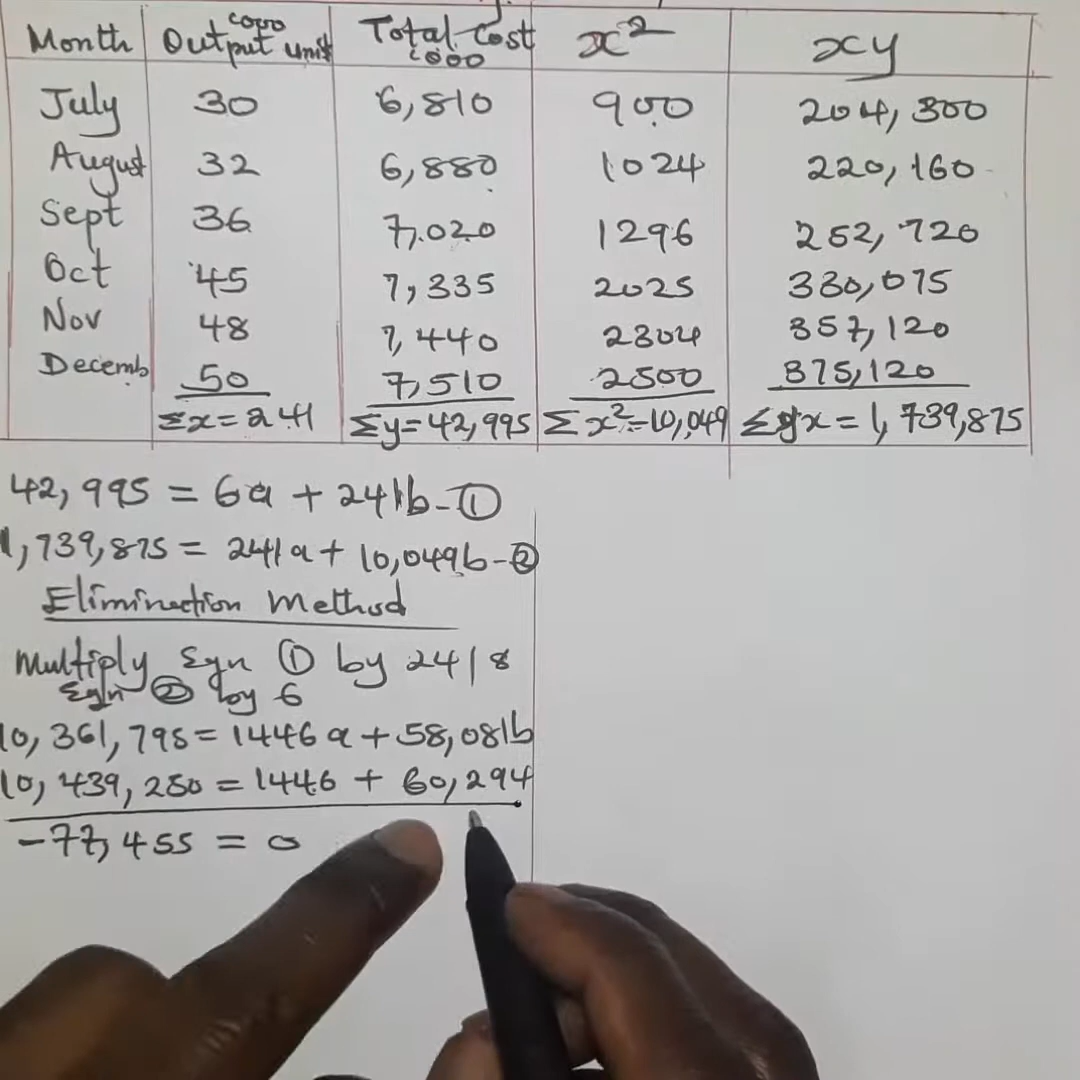 Month Output unit Total Cost x² xy
July 30 6,810 900 204,300
August 32 6,880 1024 220,160
Sept 36 7,020 1296 252,720
Oct 45 7,335 2025 330,075
Nov 48 7,440 2304 357,120
Decemb 50 7,510 2500 375,120
Σx=241 Σy=42,995 Σx²=10,049 Σyx=1,739,875
42,995 = 6a + 241b-①
1,739,875 = 241a + 10,049b-②
Elimination Method
Multiply Eqn ① by 241 &
Eqn ② by 6
10,361,795 = 1446a + 58,081b
10,439,250 = 1446 + 60,294
-77,455 = 0